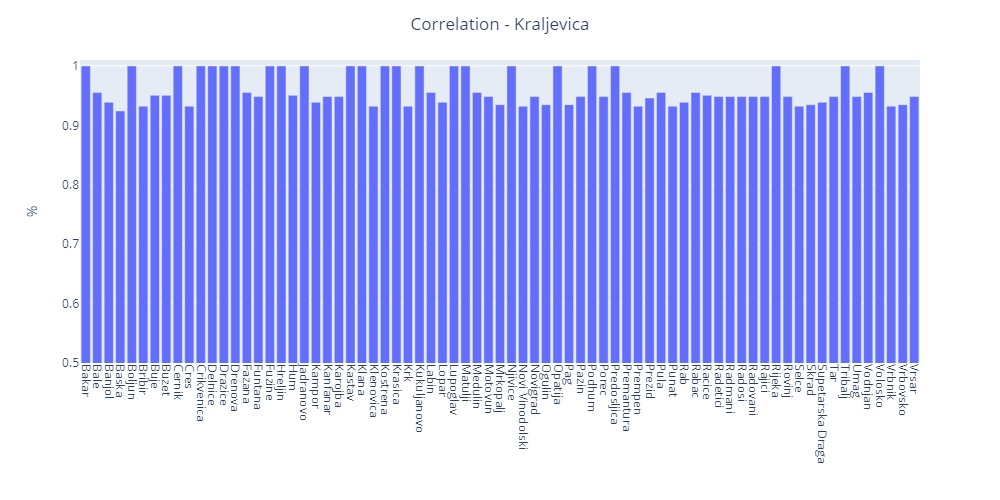 Correlation - Kraljevica
%
1
0.9
0.8
0.7
0.6
0.5
Bakar
Bale
Banjol
Baska
Boljun
Bribir
Buje
Buzet
Cernik
Cres
Crikvenica
Delnice
Drazice
Drenova
Fazana
Funtana
Fuzine
Hreljin
Hum
Jadranovo
Kampor
Kanfanar
Karojba
Kastav
Klana
Klenovica
Kostrena
Krasica
Krk
Kukuljanovo
Labin
Lopar
Lupoglav
Matulji
Medulin
Motovun
Mrkopalj
Njivice
Novi Vinodolski
Novigrad
Ogulin
Opatija
Pag
Pazin
Podhum
Porec
Predosljica
Premantura
Prempen
Prezid
Pula
Punat
Rab
Rabac
Racice
Radetici
Radmani
Radosi
Radovani
Rajici
Rijeka
Rovinj
Selce
Skrad
Supetarska Draga
Tar
Tribalj
Umag
Vodnjan
Volosko
Vrbnik
Vrbovsko
Vrsar